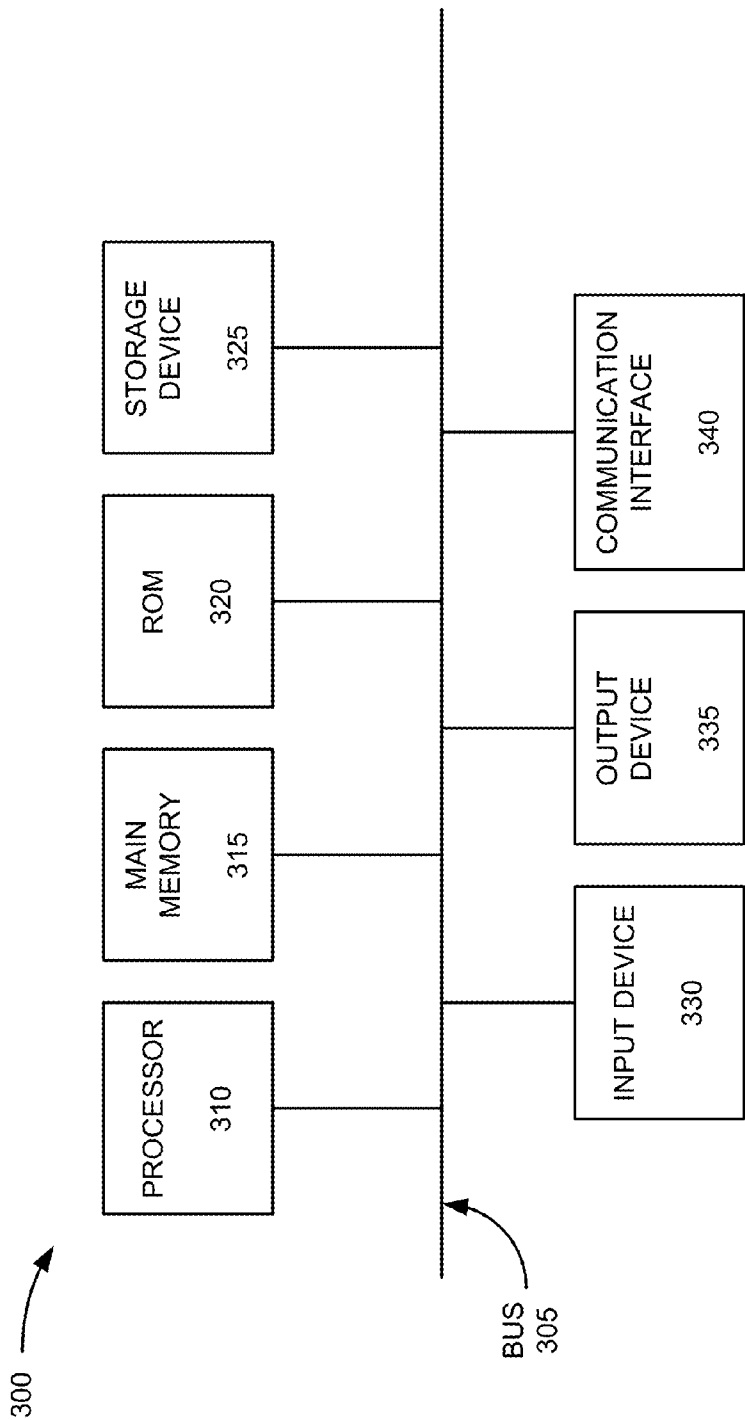 300
PROCESSOR
310
MAIN
MEMORY
315
ROM
320
STORAGE
DEVICE
325
BUS
305
INPUT DEVICE
330
OUTPUT
DEVICE
335
COMMUNICATION
INTERFACE
340